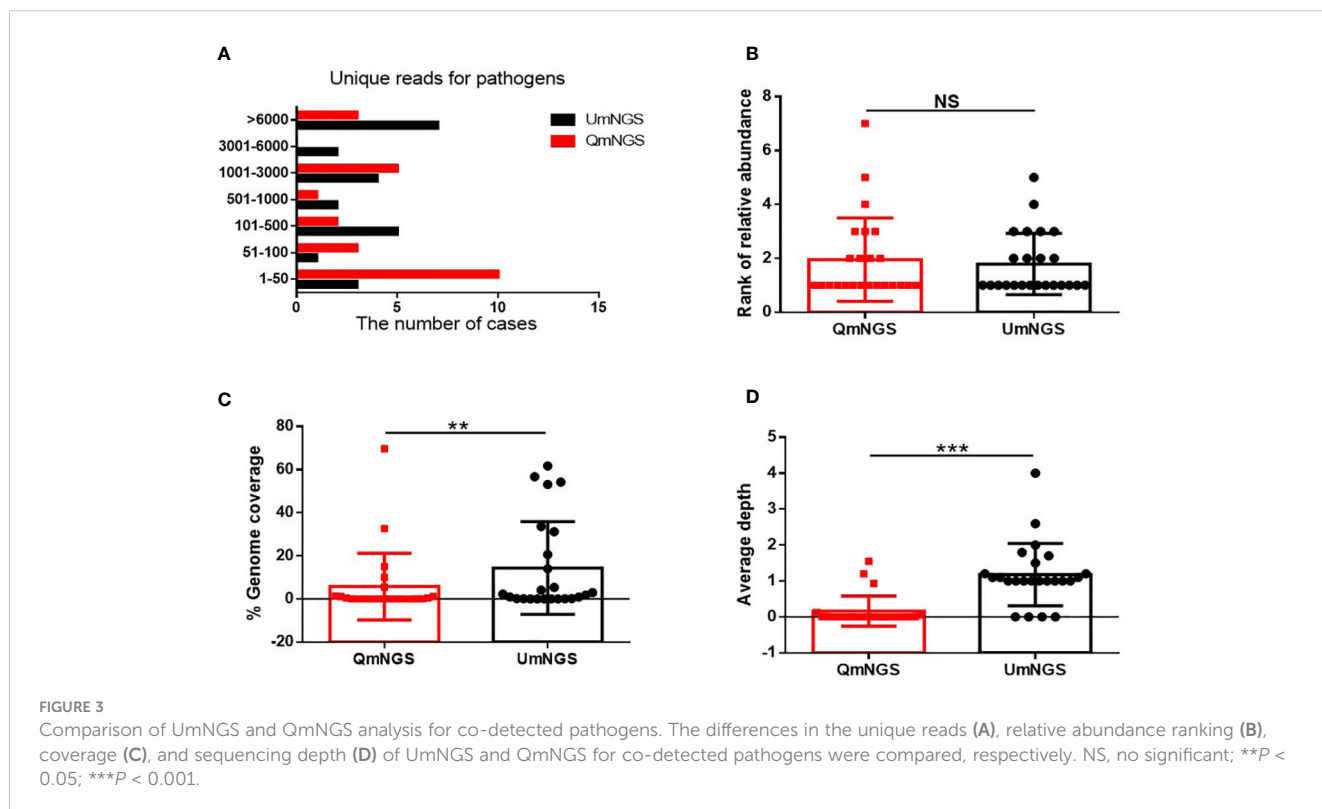 A
Unique reads for pathogens
>6000
3001-6000
1001-3000
501-1000
101-500
51-100
1-50
0 5 10 15
The number of cases
UmNGS
QmNGS
B
NS
Rank of relative abundance
8
6
4
2
0
QmNGS UmNGS
C
**
% Genome coverage
80
60
40
20
0
-20
QmNGS UmNGS
D
***
Average depth
5
4
3
2
1
0
-1
QmNGS UmNGS
FIGURE 3
Comparison of UmNGS and QmNGS analysis for co-detected pathogens. The differences in the unique reads (A), relative abundance ranking (B),
coverage (C), and sequencing depth (D) of UmNGS and QmNGS for co-detected pathogens were compared, respectively. NS, no significant; **P <
0.05; ***P < 0.001.